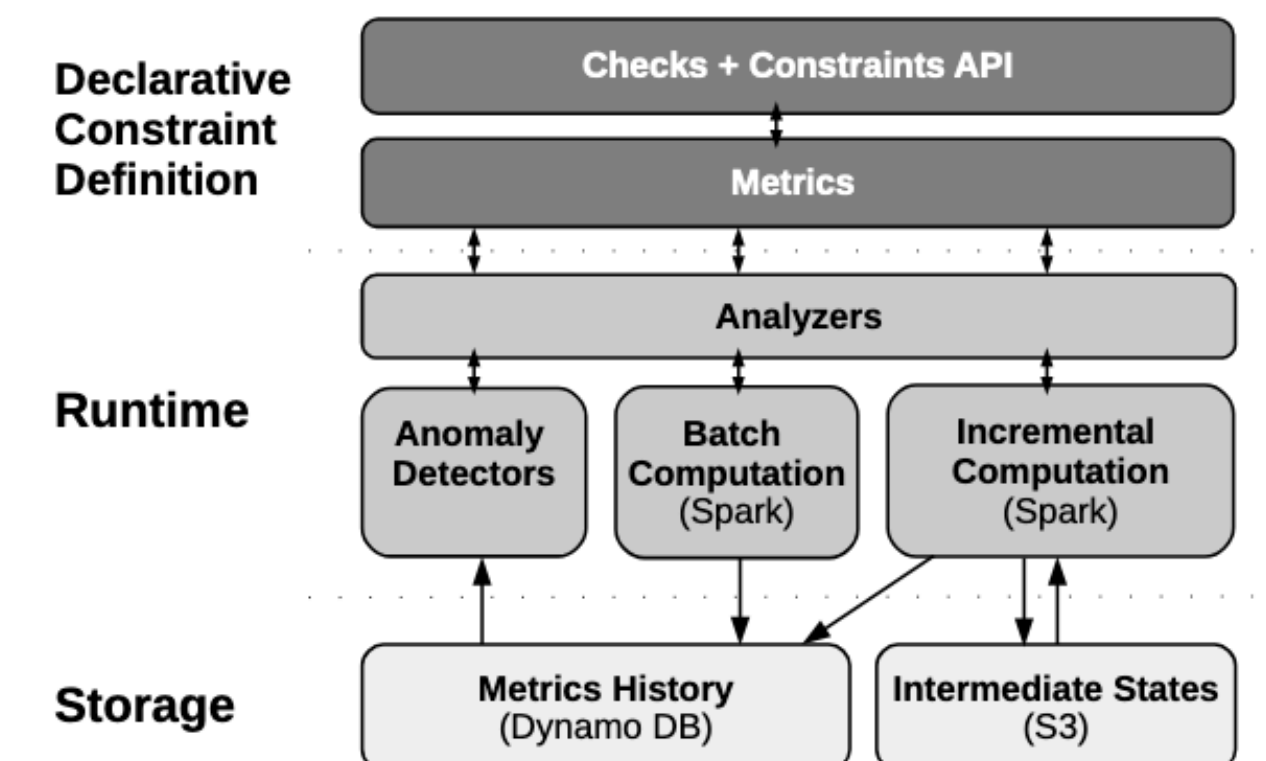 Declarative
Constraint
Definition
Checks + Constraints API
Metrics
Analyzers
Runtime
Anomaly
Detectors
Batch
Computation
(Spark)
Incremental
Computation
(Spark)
Storage
Metrics History
(Dynamo DB)
Intermediate States
(S3)